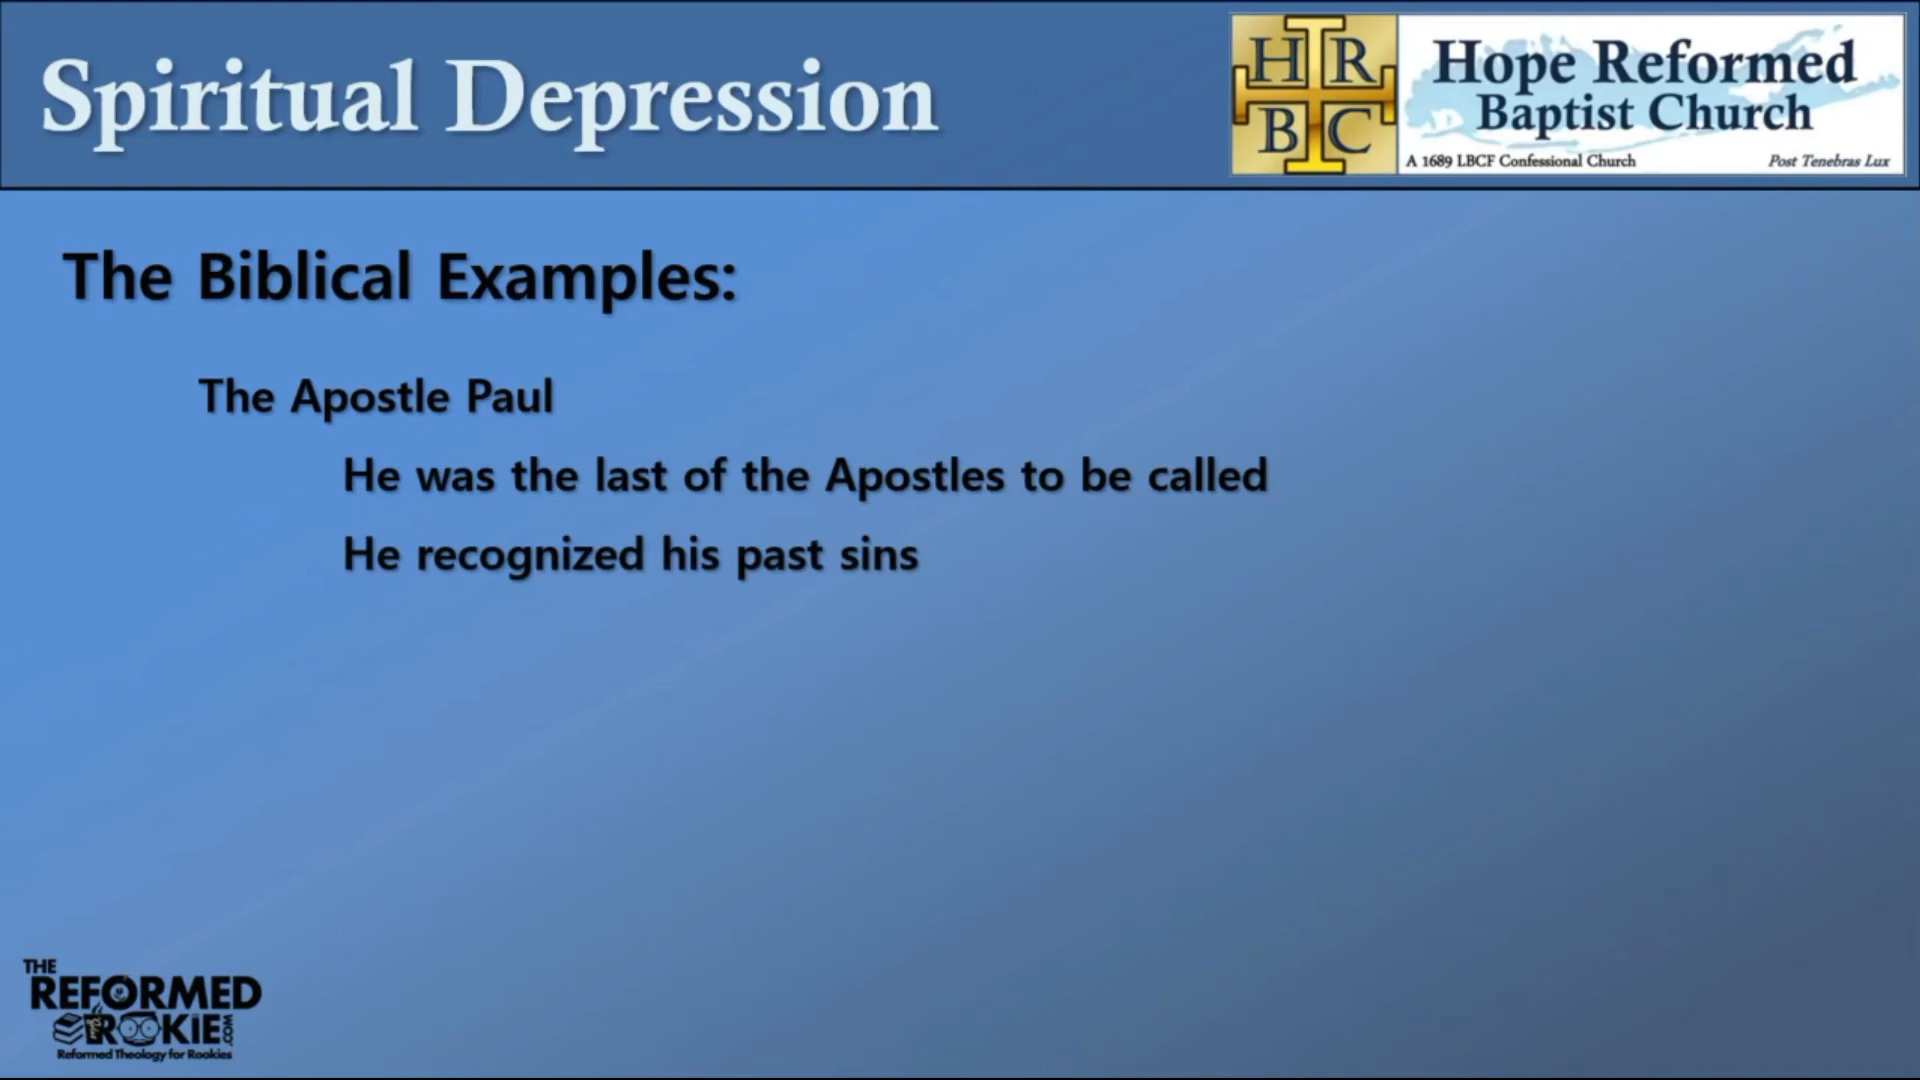 Spiritual Depression
H R
B C
Hope Reformed
Baptist Church
A 1689 LBCF Confessional Church
Post Tenebras Lux
The Biblical Examples:
The Apostle Paul
He was the last of the Apostles to be called
He recognized his past sins
THE
REFORMED
ROOKIE
.COM
Reformed Theology for Rookies